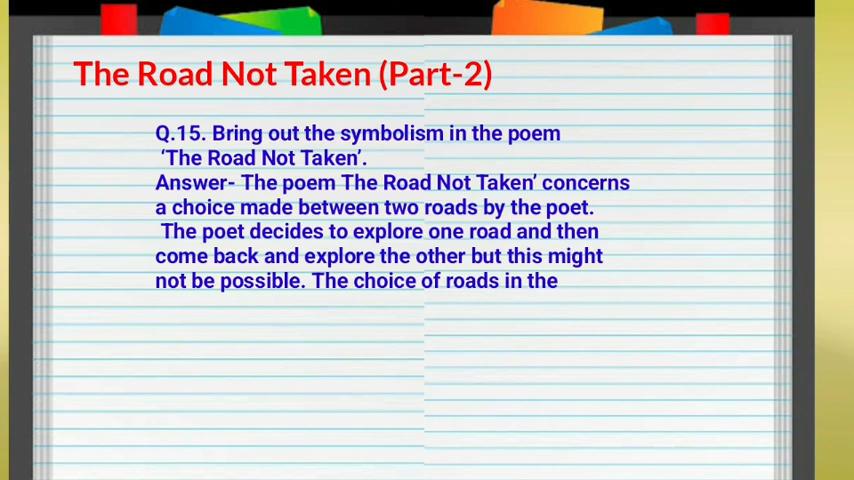 The Road Not Taken (Part-2)
Q.15. Bring out the symbolism in the poem
‘The Road Not Taken’.
Answer- The poem The Road Not Taken’ concerns
a choice made between two roads by the poet.
The poet decides to explore one road and then
come back and explore the other but this might
not be possible. The choice of roads in the